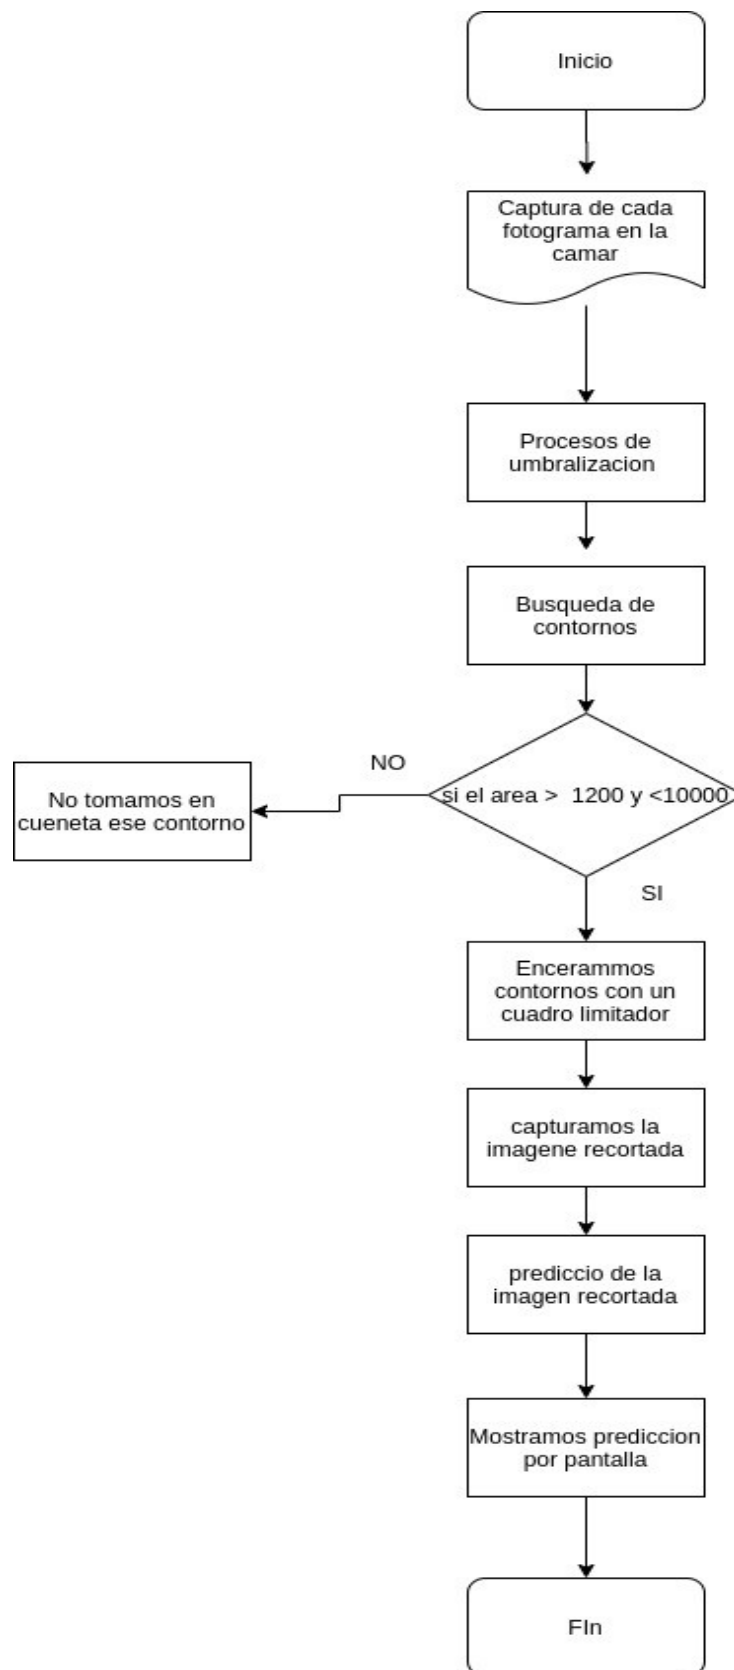 Inicio
Captura de cada
fotograma en la
camar
Procesos de
umbralizacion
Busqueda de
contornos
si el area >  1200 y <10000
NO
No tomamos en
cueneta ese contorno
SI
Encerammos
contornos con un
cuadro limitador
capturamos la
imagene recortada
prediccio de la
imagen recortada
Mostramos prediccion
por pantalla
FIn